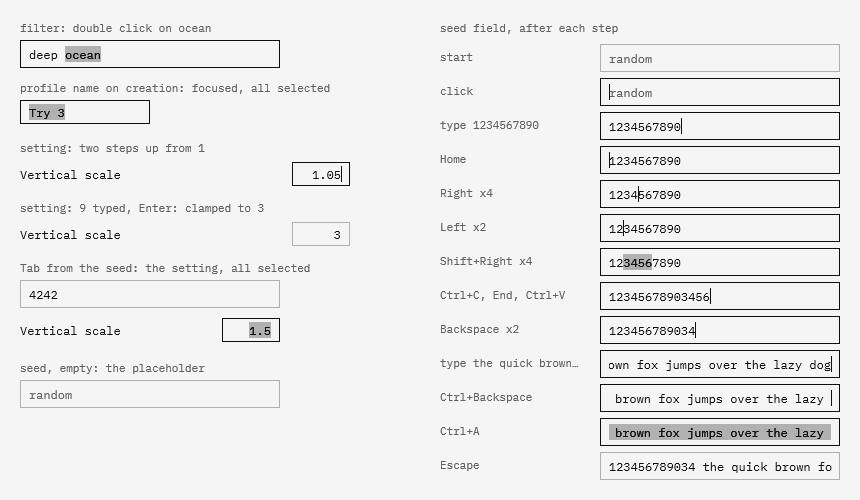 filter: double click on ocean
deep ocean
profile name on creation: focused, all selected
Try 3
setting: two steps up from 1
Vertical scale 1.05
setting: 9 typed, Enter: clamped to 3
Vertical scale 3
Tab from the seed: the setting, all selected
4242
Vertical scale 1.5
seed, empty: the placeholder
random
seed field, after each step
start random
click random
type 1234567890 1234567890
Home 1234567890
Right x4 1234567890
Left x2 1234567890
Shift+Right x4 1234567890
Ctrl+C, End, Ctrl+V 12345678903456
Backspace x2 123456789034
type the quick brown… own fox jumps over the lazy dog
Ctrl+Backspace brown fox jumps over the lazy
Ctrl+A brown fox jumps over the lazy
Escape 123456789034 the quick brown fo